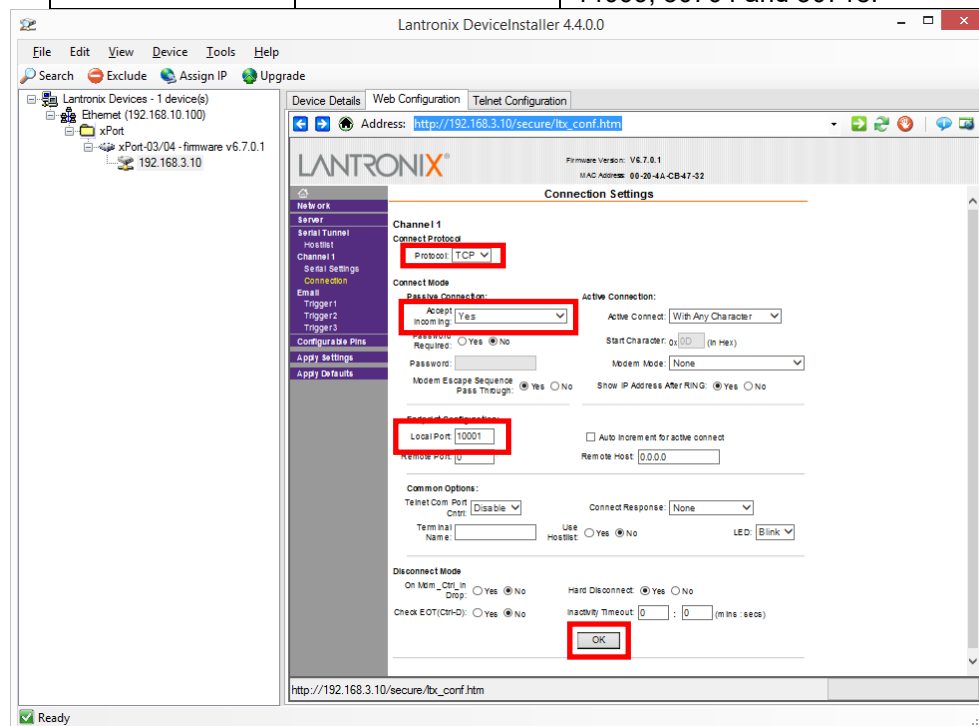 Lantronix DeviceInstaller 4.4.0.0
File Edit View Device Tools Help
Search Exclude Assign IP Upgrade
Lantronix Devices - 1 device(s)
Ethernet (192.168.10.100)
xPort
xPort-03/04 - firmware v6.7.0.1
192.168.3.10
Device Details Web Configuration Telnet Configuration
Address: http://192.168.3.10/secure/ltx_conf.htm
LANTRONIX®
Firmware Version: V6.7.0.1
MAC Address: 00-20-4A-CB-47-32
Network
Server
Serial Tunnel
Hostlist
Channel 1
Serial Settings
Connection
Email
Trigger 1
Trigger 2
Trigger 3
Configurable Pins
Apply Settings
Apply Defaults
Connection Settings
Channel 1
Connect Protocol
Protocol: TCP
Connect Mode
Passive Connection: Active Connection:
Accept Incoming: Yes Active Connect: With Any Character
Password Required: Yes No Start Character: 0x 0D (in Hex)
Password: Modem Mode: None
Modem Escape Sequence Pass Through: Yes No Show IP Address After RING: Yes No
Endpoint Configuration:
Local Port: 10001 Auto increment for active connect
Remote Port: 0 Remote Host: 0.0.0.0
Common Options:
Telnet Com Port Cntrl: Disable Connect Response: None
Terminal Name: Use Hostlist: Yes No LED: Blink
Disconnect Mode
On Mdm_Ctrl_In Drop: Yes No Hard Disconnect: Yes No
Check EOT(Ctrl-D): Yes No Inactivity Timeout: 0 : 0 (mins : secs)
OK
http://192.168.3.10/secure/ltx_conf.htm
Ready